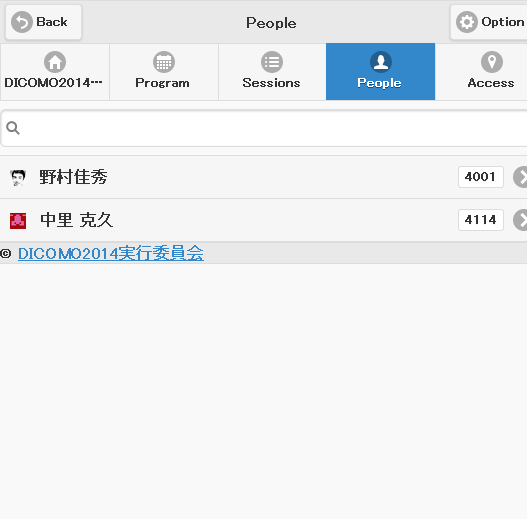 Back
People
Option
DICOMO2014…
Program
Sessions
People
Access
野村佳秀
4001
中里 克久
4114
© DICOMO2014実行委員会